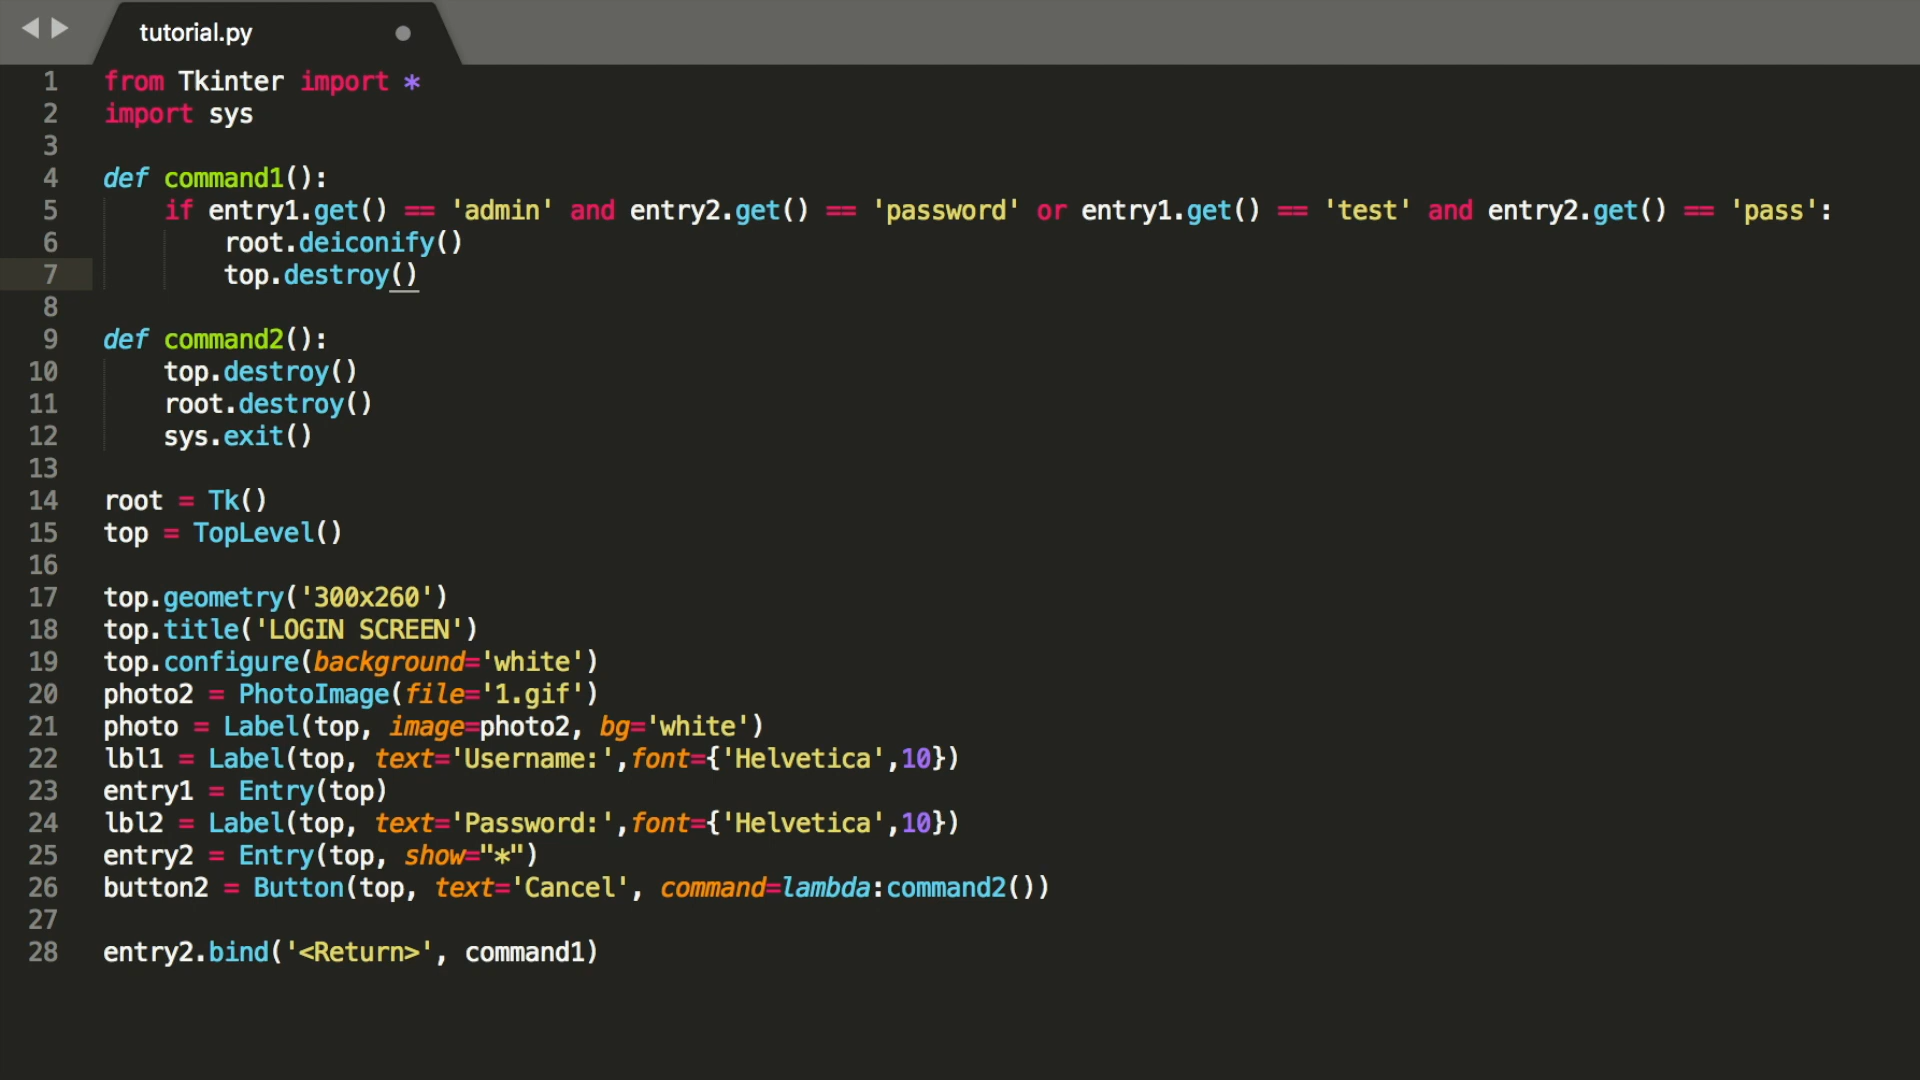 tutorial.py
1 from Tkinter import *
2 import sys
3
4 def command1():
5     if entry1.get() == 'admin' and entry2.get() == 'password' or entry1.get() == 'test' and entry2.get() == 'pass':
6         root.deiconify()
7         top.destroy()
8
9 def command2():
10     top.destroy()
11     root.destroy()
12     sys.exit()
13
14 root = Tk()
15 top = TopLevel()
16
17 top.geometry('300x260')
18 top.title('LOGIN SCREEN')
19 top.configure(background='white')
20 photo2 = PhotoImage(file='1.gif')
21 photo = Label(top, image=photo2, bg='white')
22 lbl1 = Label(top, text='Username:',font={'Helvetica',10})
23 entry1 = Entry(top)
24 lbl2 = Label(top, text='Password:',font={'Helvetica',10})
25 entry2 = Entry(top, show="*")
26 button2 = Button(top, text='Cancel', command=lambda:command2())
27
28 entry2.bind('<Return>', command1)